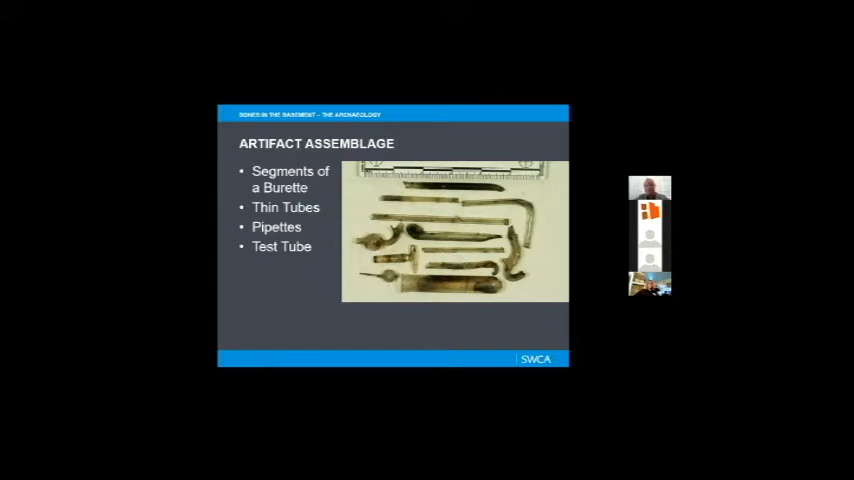 BONES IN THE BASEMENT – THE ARCHAEOLOGY
ARTIFACT ASSEMBLAGE
• Segments of
a Burette
• Thin Tubes
• Pipettes
• Test Tube
SWCA